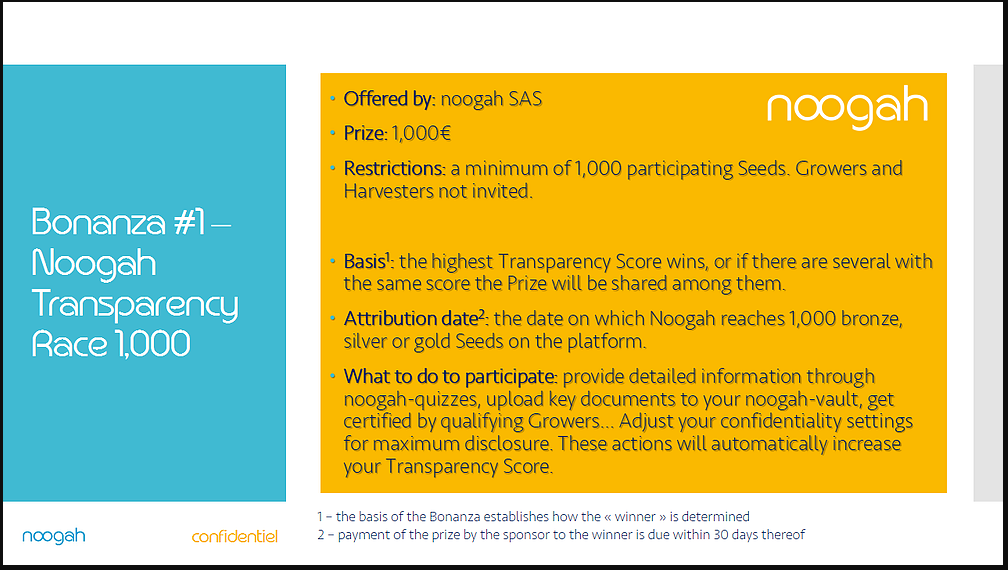 Bonanza #1 –
Noogah
Transparency
Race 1,000
noogah
• Offered by: noogah SAS
• Prize: 1,000€
• Restrictions: a minimum of 1,000 participating Seeds. Growers and
Harvesters not invited.
• Basis¹: the highest Transparency Score wins, or if there are several with
the same score the Prize will be shared among them.
• Attribution date²: the date on which Noogah reaches 1,000 bronze,
silver or gold Seeds on the platform.
• What to do to participate: provide detailed information through
noogah-quizzes, upload key documents to your noogah-vault, get
certified by qualifying Growers... Adjust your confidentiality settings
for maximum disclosure. These actions will automatically increase
your Transparency Score.
1 – the basis of the Bonanza establishes how the « winner » is determined
2 – payment of the prize by the sponsor to the winner is due within 30 days thereof
noogah
confidentiel